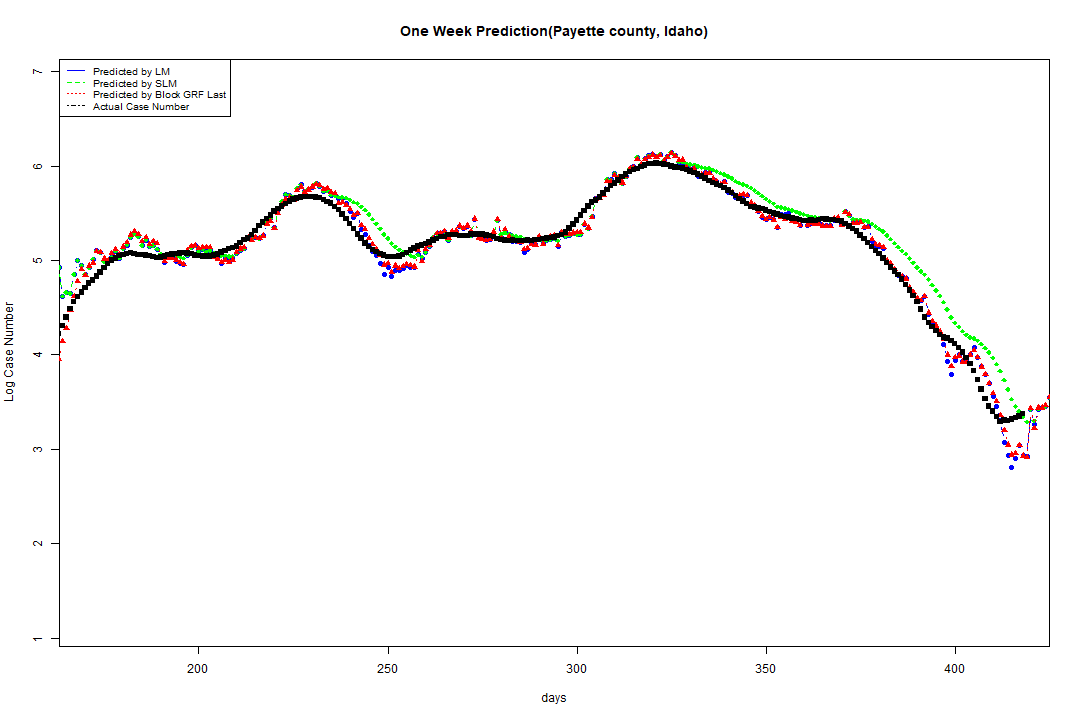 One Week Prediction(Payette county, Idaho)
Predicted by LM
Predicted by SLM
Predicted by Block GRF Last
Actual Case Number
7
6
5
4
3
2
1
Log Case Number
200 250 300 350 400
days